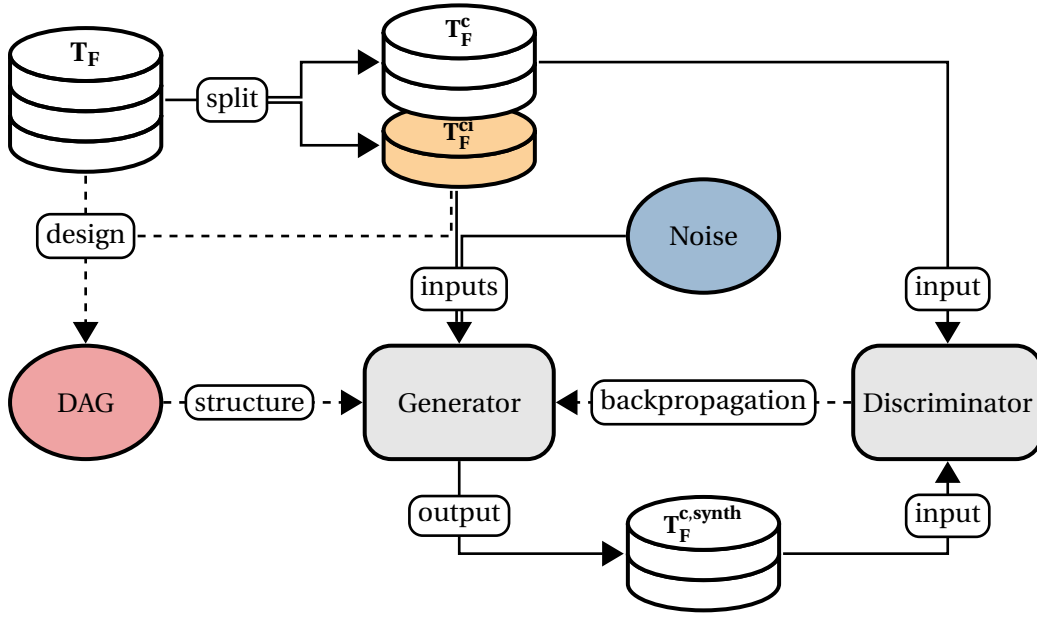 T_F^c
T_F
split
T_F^ci
design
Noise
inputs
input
DAG
structure
Generator
backpropagation
Discriminator
output
T_F^c,synth
input